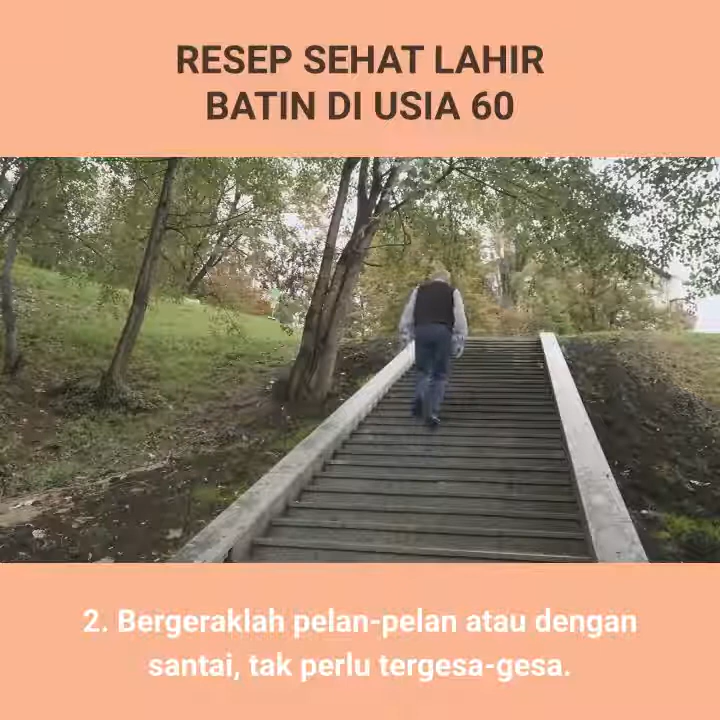 RESEP SEHAT LAHIR
BATIN DI USIA 60
2. Bergeraklah pelan-pelan atau dengan
santai, tak perlu tergesa-gesa.